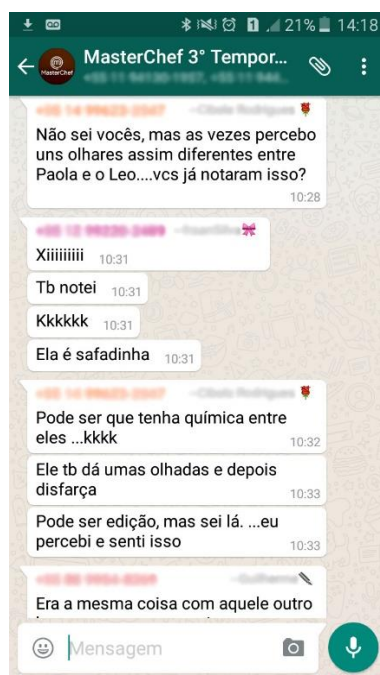 21% 14:18
MasterChef 3° Tempor...
MasterChef
Não sei vocês, mas as vezes percebo
uns olhares assim diferentes entre
Paola e o Leo....vcs já notaram isso?
10:28
Xiiiiiiiii 10:31
Tb notei 10:31
Kkkkkk 10:31
Ela é safadinha 10:31
Pode ser que tenha química entre
eles ...kkkk
10:32
Ele tb dá umas olhadas e depois
disfarça
10:33
Pode ser edição, mas sei lá. ...eu
percebi e senti isso
10:33
Era a mesma coisa com aquele outro
Mensagem